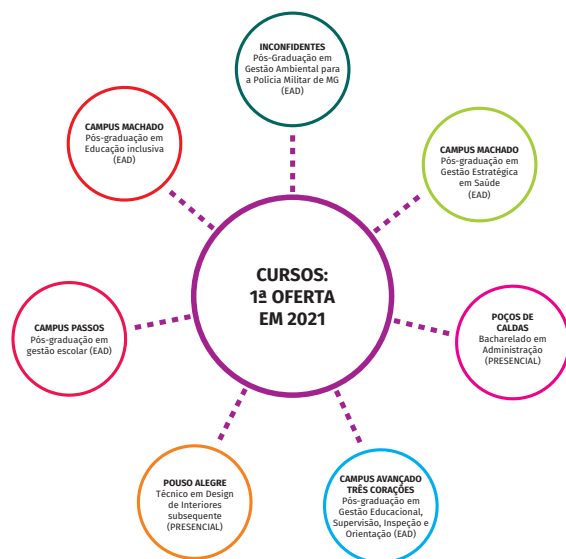 INCONFIDENTES
Pós-Graduação em
Gestão Ambiental para
a Polícia Militar de MG
(EAD)
CAMPUS MACHADO
Pós-graduação em
Educação inclusiva
(EAD)
CAMPUS MACHADO
Pós-graduação em
Gestão Estratégica
em Saúde
(EAD)
CURSOS:
1ª OFERTA
EM 2021
CAMPUS PASSOS
Pós-graduação em
gestão escolar (EAD)
POÇOS DE
CALDAS
Bacharelado em
Administração
(PRESENCIAL)
POUSO ALEGRE
Técnico em Design
de Interiores
subsequente
(PRESENCIAL)
CAMPUS AVANÇADO
TRÊS CORAÇÕES
Pós-graduação em
Gestão Educacional,
Supervisão, Inspeção e
Orientação (EAD)